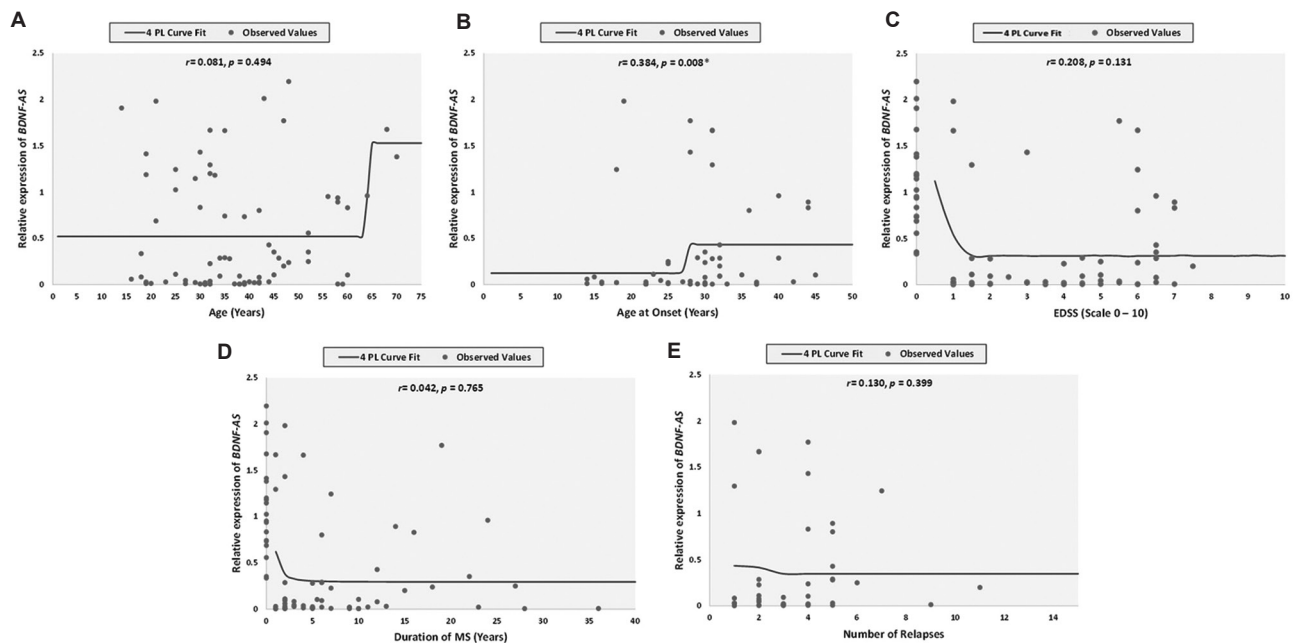 A
4 PL Curve Fit Observed Values
r= 0.081, p = 0.494
Relative expression of BDNF-AS
2.5
2
1.5
1
0.5
0
0 5 10 15 20 25 30 35 40 45 50 55 60 65 70 75
Age (Years)
B
4 PL Curve Fit Observed Values
r= 0.384, p = 0.008*
Relative expression of BDNF-AS
2.5
2
1.5
1
0.5
0
0 5 10 15 20 25 30 35 40 45 50
Age at Onset (Years)
C
4 PL Curve Fit Observed Values
r= 0.208, p = 0.131
Relative expression of BDNF-AS
2.5
2
1.5
1
0.5
0
0 1 2 3 4 5 6 7 8 9 10
EDSS (Scale 0 – 10)
D
4 PL Curve Fit Observed Values
r= 0.042, p = 0.765
Relative expression of BDNF-AS
2.5
2
1.5
1
0.5
0
0 5 10 15 20 25 30 35 40
Duration of MS (Years)
E
4 PL Curve Fit Observed Values
r= 0.130, p = 0.399
Relative expression of BDNF-AS
2.5
2
1.5
1
0.5
0
0 2 4 6 8 10 12 14
Number of Relapses